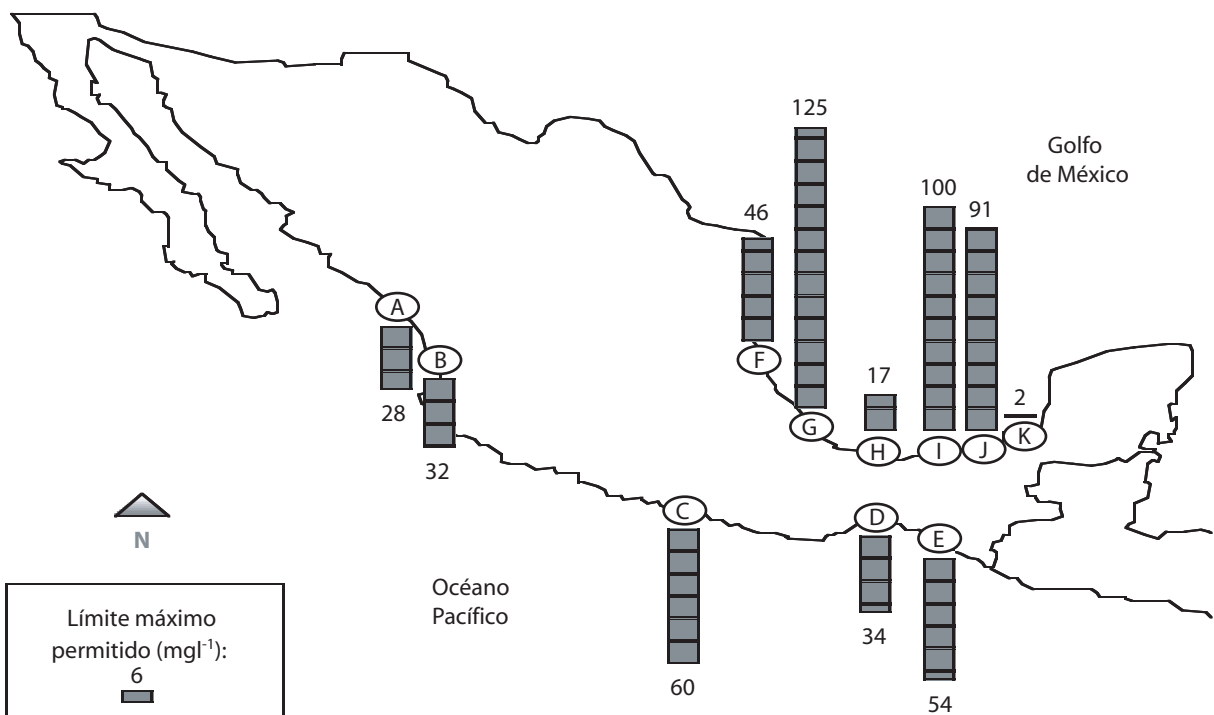 125
Golfo
de México
100
91
46
17
2
A
B
28
32
F
G
H
I
J
K
C
D
E
N
Océano
Pacífico
34
60
54
Límite máximo
permitido (mgl⁻¹):
6